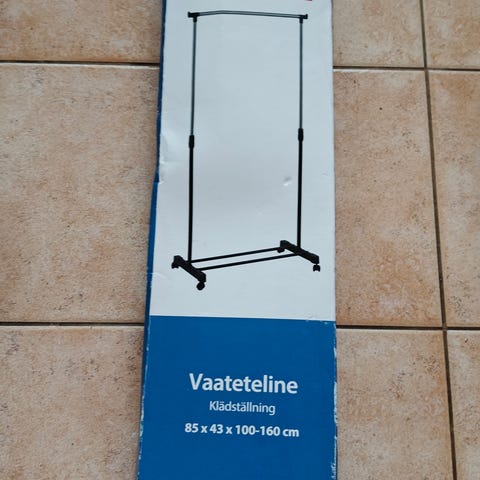 Vaateteline
Klädställning
85 x 43 x 100-160 cm